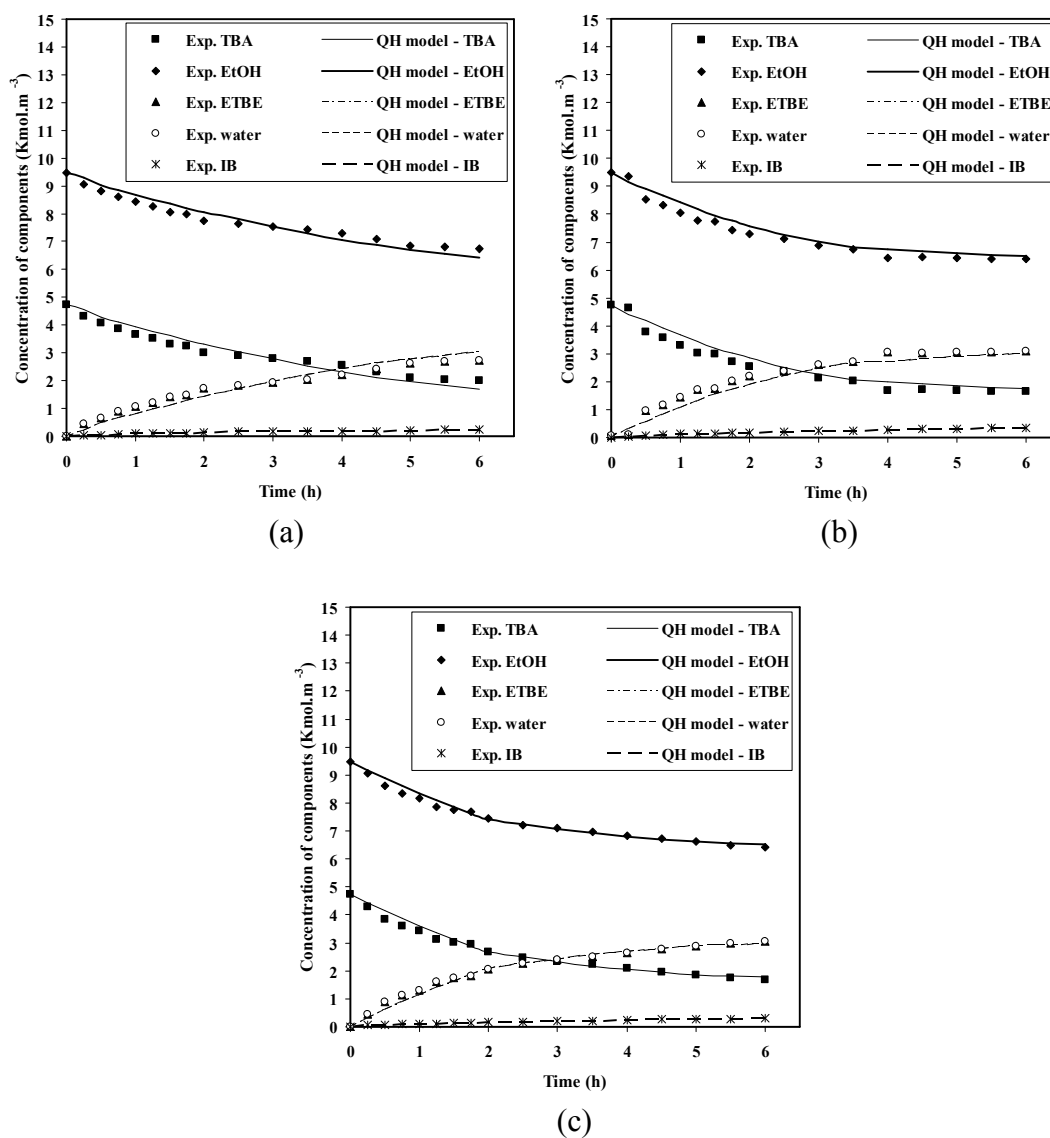 Concentration of components (Kmol.m -3)
15
14
13
12
11
10
9
8
7
6
5
4
3
2
1
0
Exp. TBA QH model - TBA
Exp. EtOH QH model - EtOH
Exp. ETBE QH model - ETBE
Exp. water QH model - water
Exp. IB QH model - IB
0 1 2 3 4 5 6
Time (h)
(a)
Concentration of components (Kmol.m -3)
15
14
13
12
11
10
9
8
7
6
5
4
3
2
1
0
Exp. TBA QH model - TBA
Exp. EtOH QH model - EtOH
Exp. ETBE QH model - ETBE
Exp. water QH model - water
Exp. IB QH model - IB
0 1 2 3 4 5 6
Time (h)
(b)
Concentration of components (Kmol.m -3)
15
14
13
12
11
10
9
8
7
6
5
4
3
2
1
0
Exp. TBA QH model - TBA
Exp. EtOH QH model - EtOH
Exp. ETBE QH model - ETBE
Exp. water QH model - water
Exp. IB QH model - IB
0 1 2 3 4 5 6
Time (h)
(c)